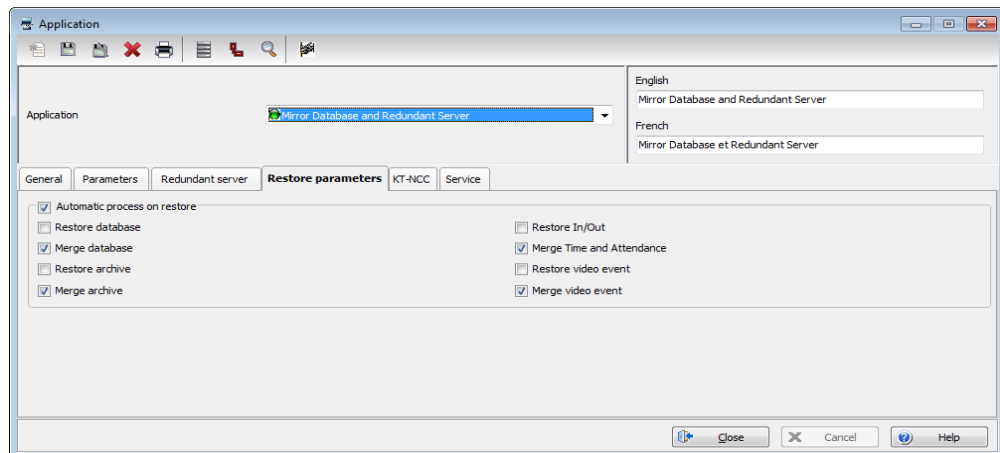 Application
English
Mirror Database and Redundant Server
Application
Mirror Database and Redundant Server
French
Mirror Database et Redundant Server
General Parameters Redundant server Restore parameters KT-NCC Service
Automatic process on restore
Restore database Restore In/Out
Merge database Merge Time and Attendance
Restore archive Restore video event
Merge archive Merge video event
Close Cancel Help